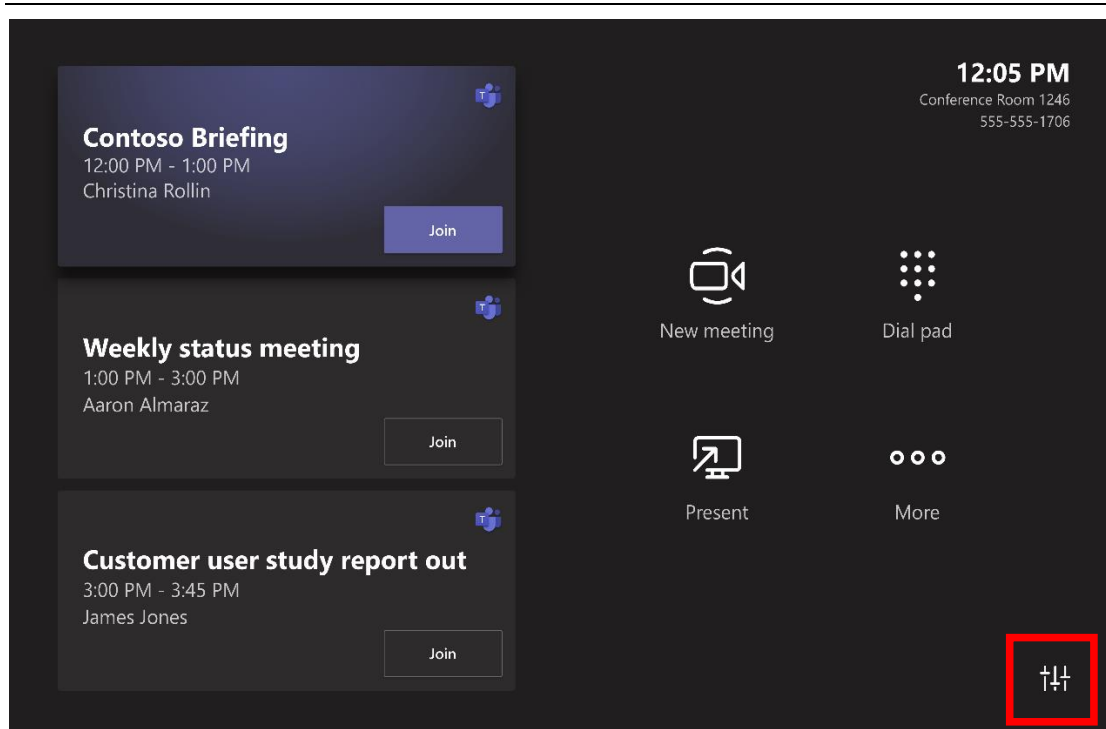 Contoso Briefing
12:00 PM - 1:00 PM
Christina Rollin
Join
Weekly status meeting
1:00 PM - 3:00 PM
Aaron Almaraz
Join
Customer user study report out
3:00 PM - 3:45 PM
James Jones
Join
12:05 PM
Conference Room 1246
555-555-1706
New meeting
Dial pad
Present
More